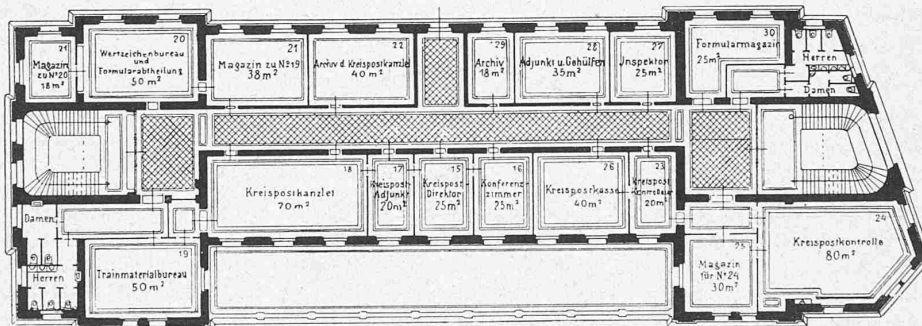 21
Magazin
zu No 20
18 m²
20
Wertzeichenbureau
und
Formularabtheilung
50 m²
21
Magazin zu No 19
38 m²
22
Archiv d. Kreispostkanzlei
40 m²
29
Archiv
18 m²
28
Adjunkt u. Gehülfen
35 m²
27
Inspektor
25 m²
30
Formularmagazin
25 m²
Herren
Damen
18
Kreispostkanzlei
70 m²
17
Kreispost
Adjunkt
20 m²
15
Kreispost
Direktor
25 m²
16
Konferenz
zimmer
25 m²
26
Kreispostkasse
40 m²
23
Kreispost
Kontrolleur
20 m²
Damen
Herren
19
Trainmaterialbureau
50 m²
25
Magazin
für No 24
30 m²
24
Kreispostkontrolle
80 m²